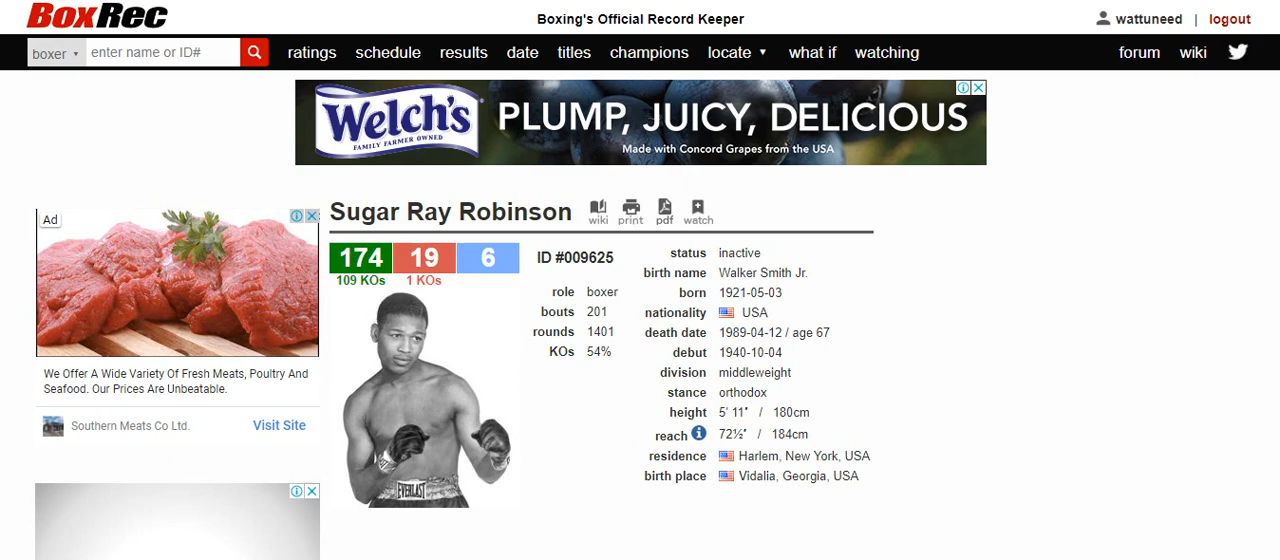 BoxRec
Boxing's Official Record Keeper
wattuneed | logout
boxer ▾ enter name or ID#
ratings schedule results date titles champions locate ▼ what if watching forum wiki
Welch's
FAMILY FARMER OWNED
PLUMP, JUICY, DELICIOUS
Made with Concord Grapes from the USA
Ad
We Offer A Wide Variety Of Fresh Meats, Poultry And
Seafood. Our Prices Are Unbeatable.
Southern Meats Co Ltd. Visit Site
Sugar Ray Robinson
wiki print pdf watch
174 19 6
109 KOs 1 KOs
EVERLAST
ID #009625
role boxer
bouts 201
rounds 1401
KOs 54%
status inactive
birth name Walker Smith Jr.
born 1921-05-03
nationality USA
death date 1989-04-12 / age 67
debut 1940-10-04
division middleweight
stance orthodox
height 5′ 11″ / 180cm
reach 72½″ / 184cm
residence Harlem, New York, USA
birth place Vidalia, Georgia, USA